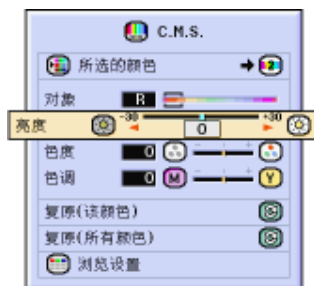 C.M.S.
所选的颜色 2
对象 R
亮度 -30 0 +30
色度 0
色调 0 M Y
复原(该颜色)
复原(所有颜色)
浏览设置